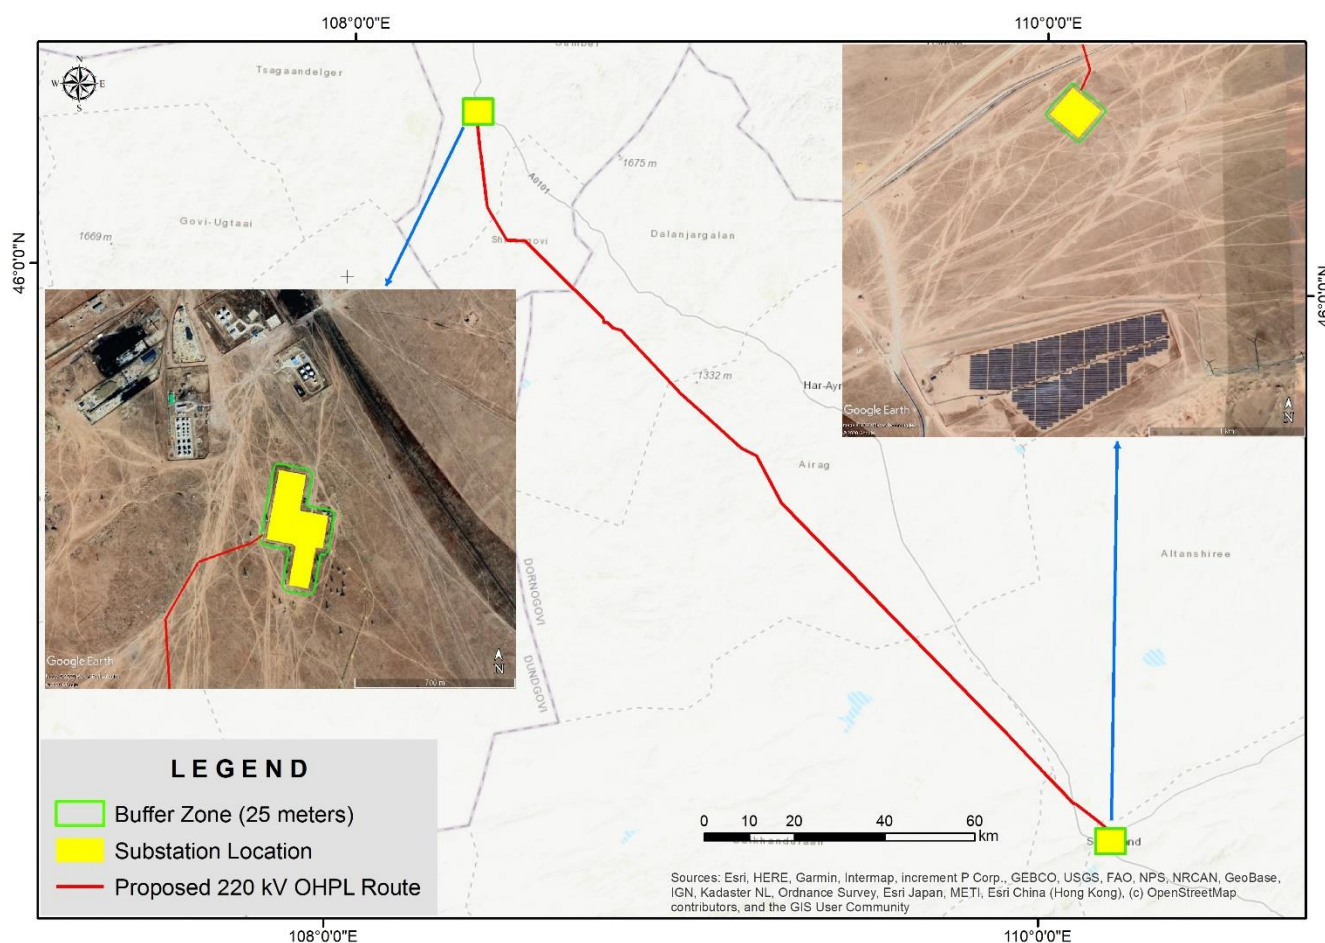 108°0'0"E
110°0'0"E
N
W
E
S
Tsagaandelger
1675 m
A0101
Govi-Ugtaai
1669 m
Dalanjargalan
46°0'0"N
46°0'0"N
1332 m
Google Earth
N
1 km
Airag
Altanshiree
DORNOGOVI
DUNDGOVI
Google Earth
N
700 m
LEGEND
Buffer Zone (25 meters)
Substation Location
Proposed 220 kV OHPL Route
0 10 20 40 60
km
Sources: Esri, HERE, Garmin, Intermap, increment P Corp., GEBCO, USGS, FAO, NPS, NRCAN, GeoBase,
IGN, Kadaster NL, Ordnance Survey, Esri Japan, METI, Esri China (Hong Kong), (c) OpenStreetMap
contributors, and the GIS User Community
108°0'0"E
110°0'0"E